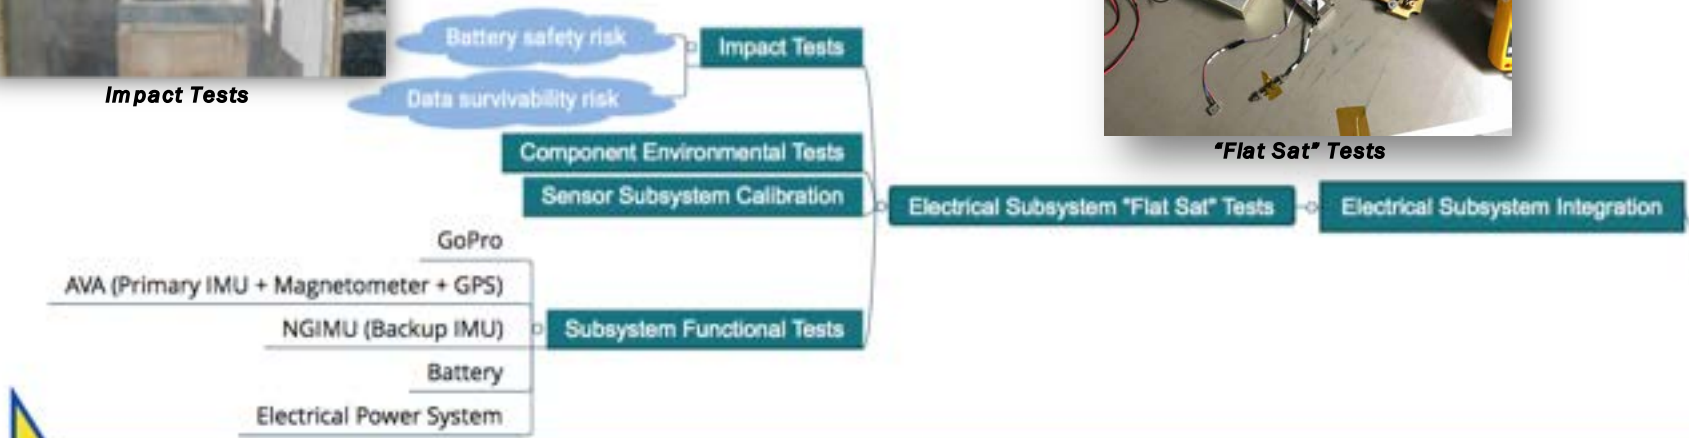 Battery safety risk
Impact Tests
Data survivability risk
Impact Tests
"Flat Sat" Tests
Component Environmental Tests
Sensor Subsystem Calibration
Electrical Subsystem "Flat Sat" Tests
Electrical Subsystem Integration
GoPro
AVA (Primary IMU + Magnetometer + GPS)
NGIMU (Backup IMU)
Subsystem Functional Tests
Battery
Electrical Power System